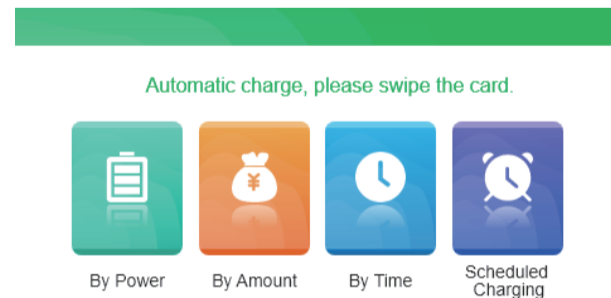 Automatic charge, please swipe the card.
¥
By Power
By Amount
By Time
Scheduled
Charging